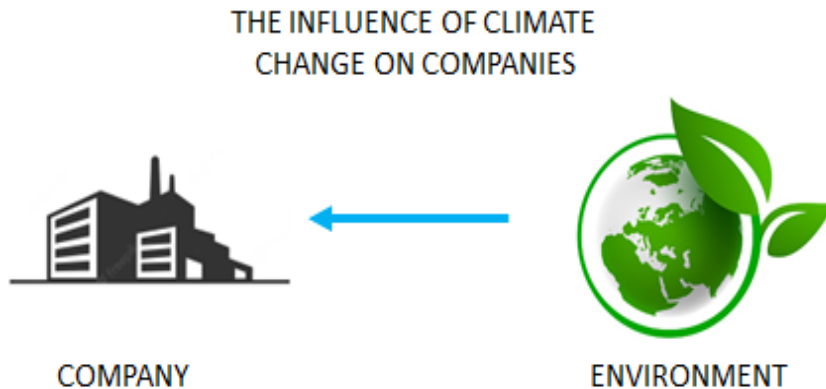 THE INFLUENCE OF CLIMATE
CHANGE ON COMPANIES
COMPANY
ENVIRONMENT